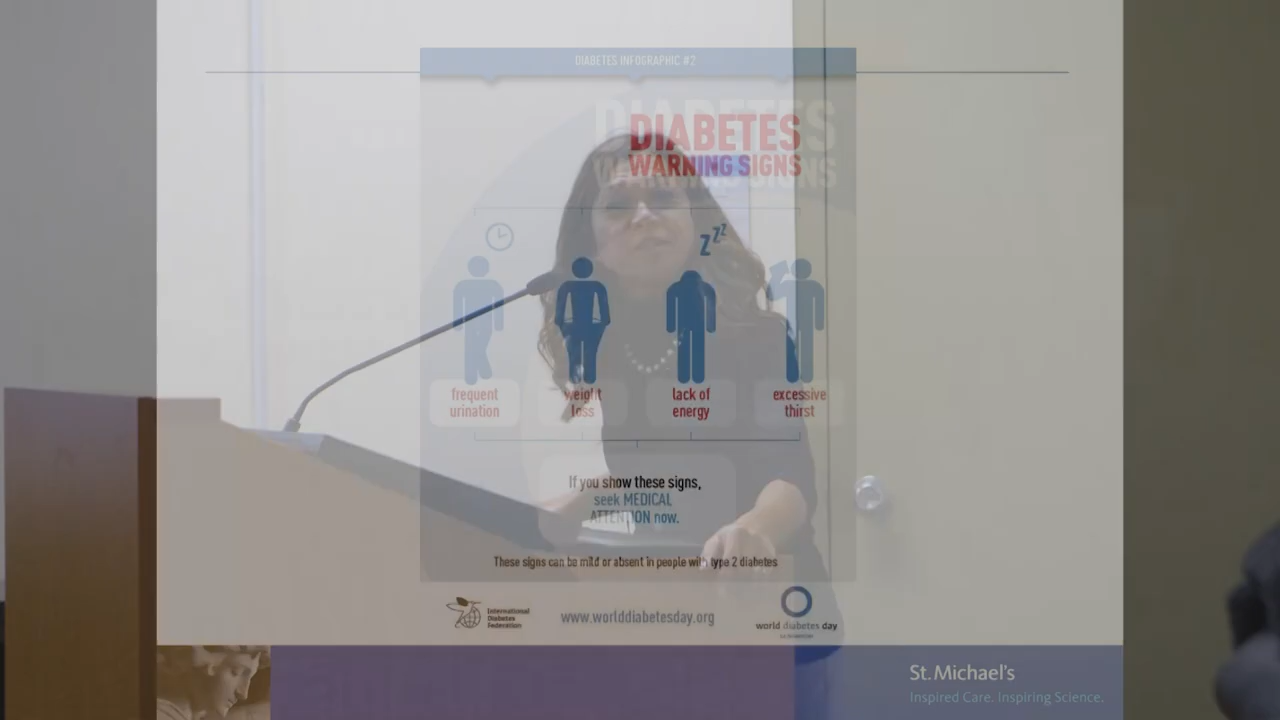 DIABETES INFOGRAPHIC #2
DIABETES
WARNING SIGNS
zzz
frequent
urination
weight
loss
lack of
energy
excessive
thirst
If you show these signs,
seek MEDICAL
ATTENTION now.
These signs can be mild or absent in people with type 2 diabetes
International
Diabetes
Federation
www.worlddiabetesday.org
world diabetes day
St. Michael's
Inspired Care. Inspiring Science.